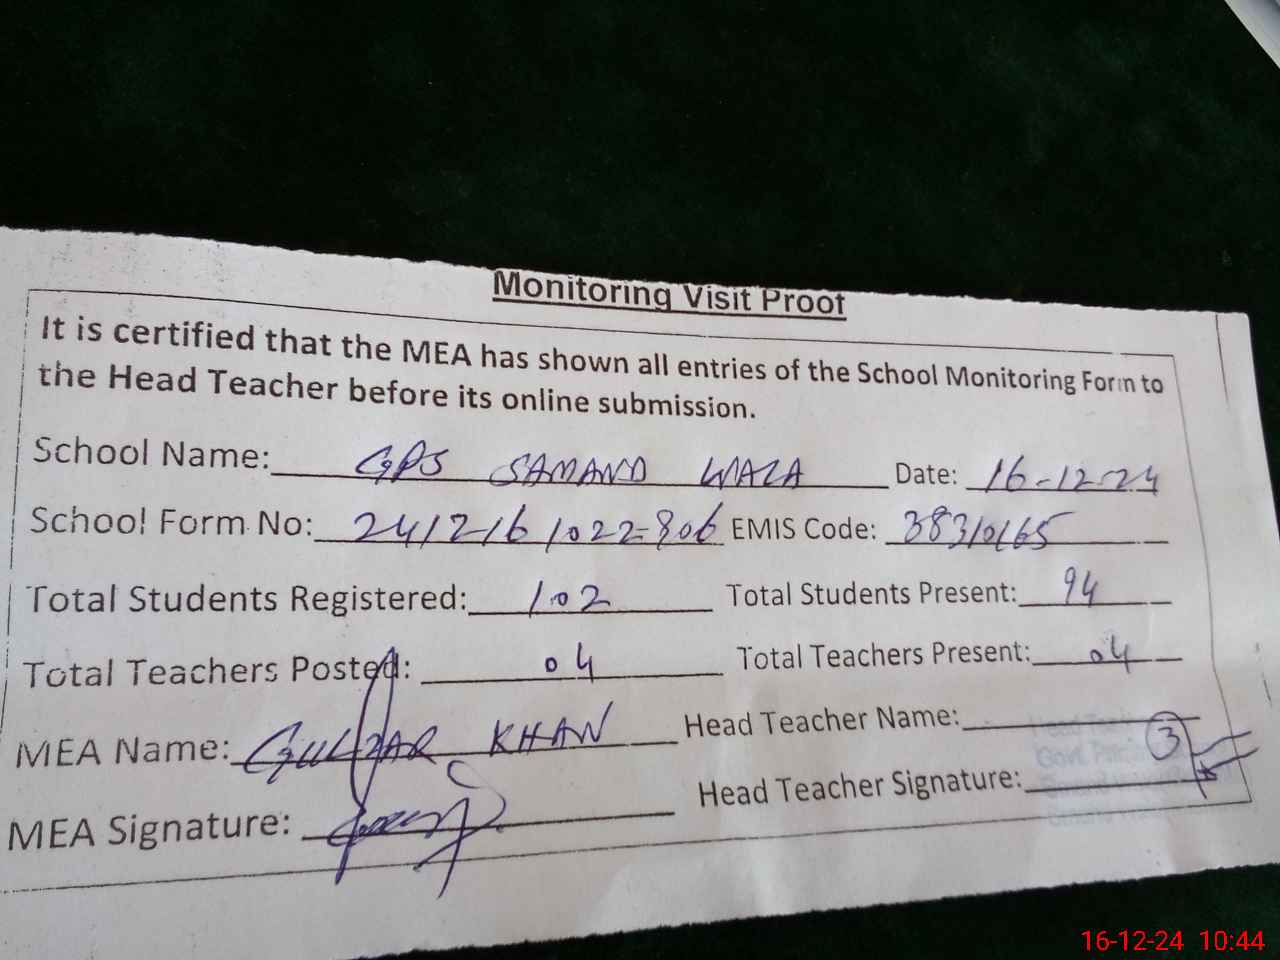 Monitoring Visit Proof
It is certified that the MEA has shown all entries of the School Monitoring Form to
the Head Teacher before its online submission.
School Name: GPS SAMAND WALA Date: 16-12-24
School Form No: 2412161022-806 EMIS Code: 38310165
Total Students Registered: 102 Total Students Present: 94
Total Teachers Posted: 04 Total Teachers Present: 04
MEA Name: GULZAR KHAN Head Teacher Name:
3
MEA Signature: Head Teacher Signature:
16-12-24 10:44